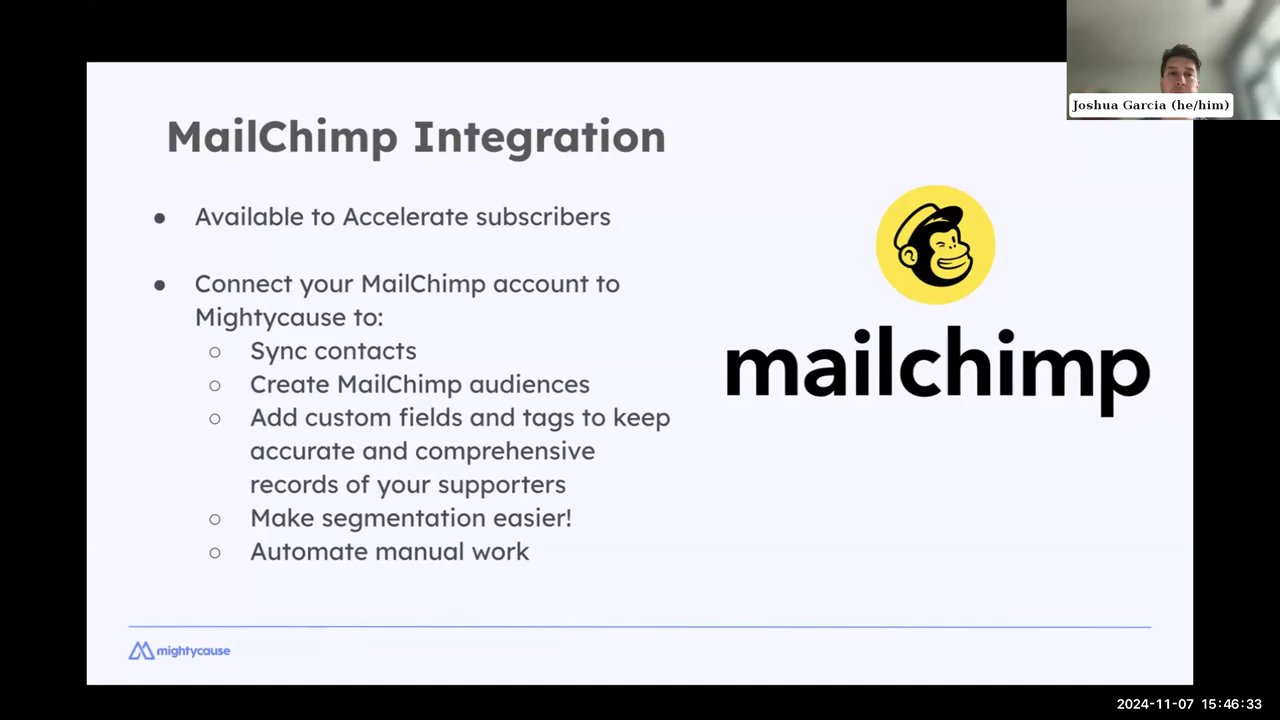 Joshua Garcia (he/him)
MailChimp Integration
● Available to Accelerate subscribers
● Connect your MailChimp account to
Mightycause to:
○ Sync contacts
○ Create MailChimp audiences
○ Add custom fields and tags to keep
accurate and comprehensive
records of your supporters
○ Make segmentation easier!
○ Automate manual work
mailchimp
mightycause
2024-11-07 15:46:33